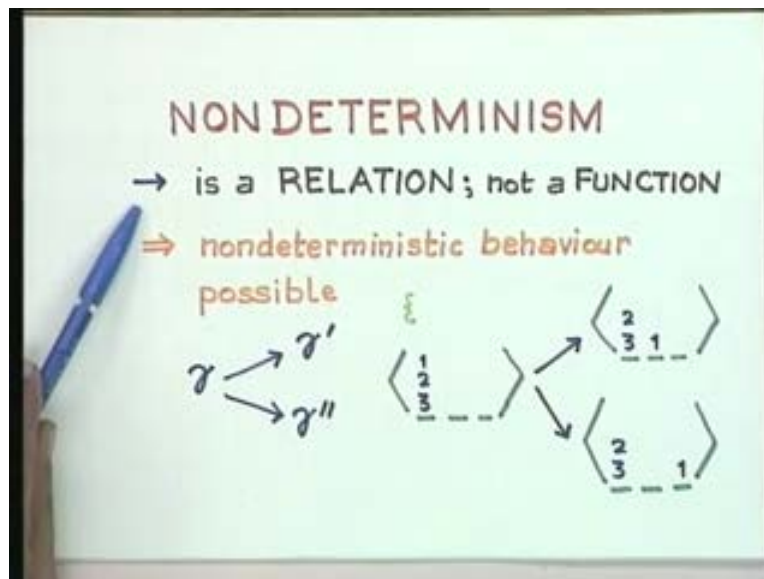 NONDETERMINISM
→ is a RELATION; not a FUNCTION
⇒ nondeterministic behaviour
possible
γ γ' γ''
⟨ 1 2 3 _ _ _ ⟩
⟨ 2 3 1 _ _ _ ⟩
⟨ 2 3 1 _ _ _ ⟩